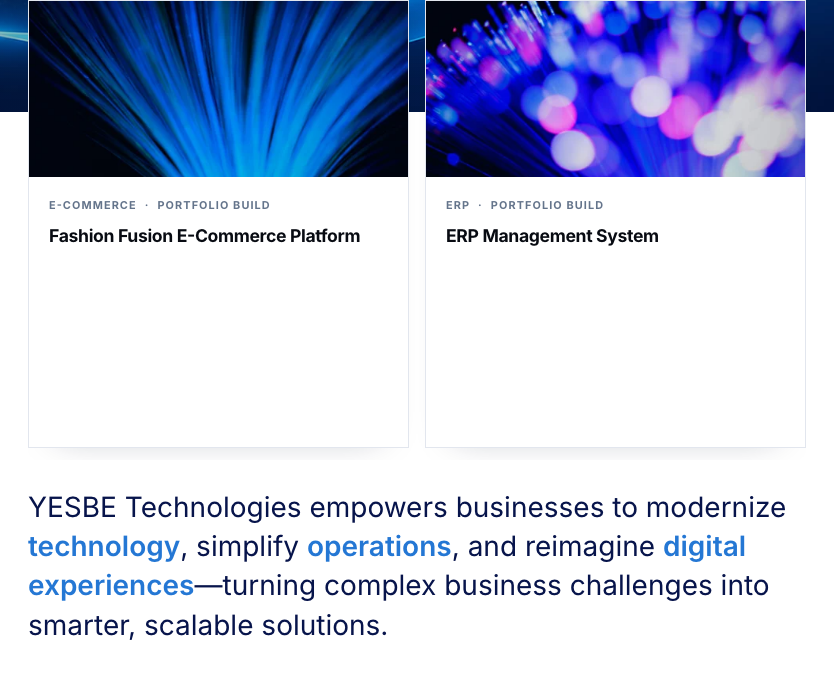 E-COMMERCE · PORTFOLIO BUILD
Fashion Fusion E-Commerce Platform
ERP · PORTFOLIO BUILD
ERP Management System
YESBE Technologies empowers businesses to modernize
technology, simplify operations, and reimagine digital
experiences—turning complex business challenges into
smarter, scalable solutions.